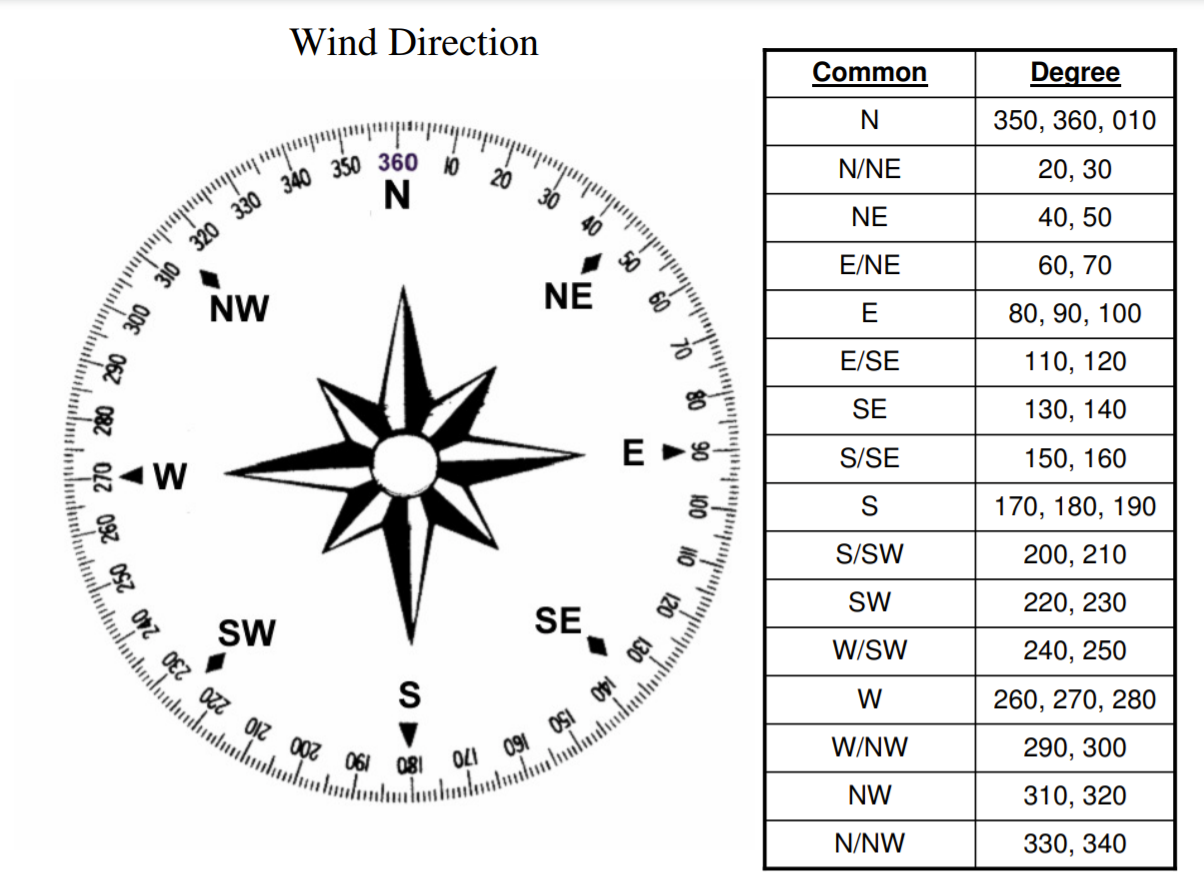 Wind Direction
360
N
10
20
30
40
50
60
70
80
90
100
110
120
130
140
150
160
170
180
190
200
210
220
230
240
250
260
270
280
290
300
310
320
330
340
350
NW
NE
W
E
SW
SE
S
Common Degree
N 350, 360, 010
N/NE 20, 30
NE 40, 50
E/NE 60, 70
E 80, 90, 100
E/SE 110, 120
SE 130, 140
S/SE 150, 160
S 170, 180, 190
S/SW 200, 210
SW 220, 230
W/SW 240, 250
W 260, 270, 280
W/NW 290, 300
NW 310, 320
N/NW 330, 340